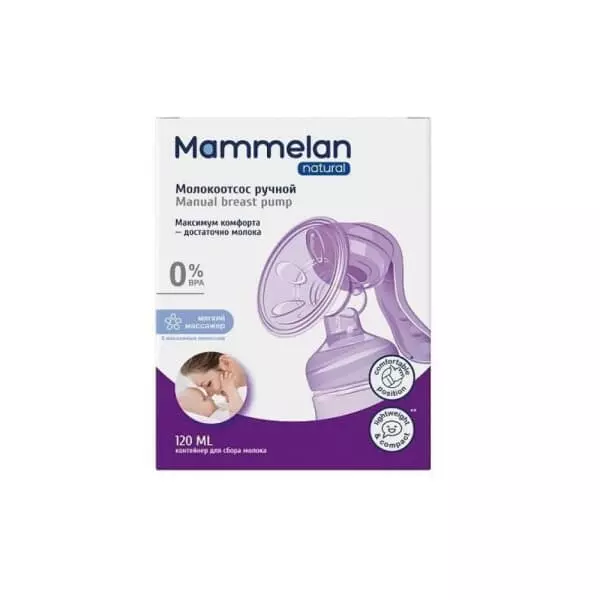 Mammelan
natural
Молокоотсос ручной
Manual breast pump
Максимум комфорта
— достаточно молока
0%
BPA
мягкий
массажер
comfortable
position
lightweight
& compact
120 ML
контейнер для сбора молока